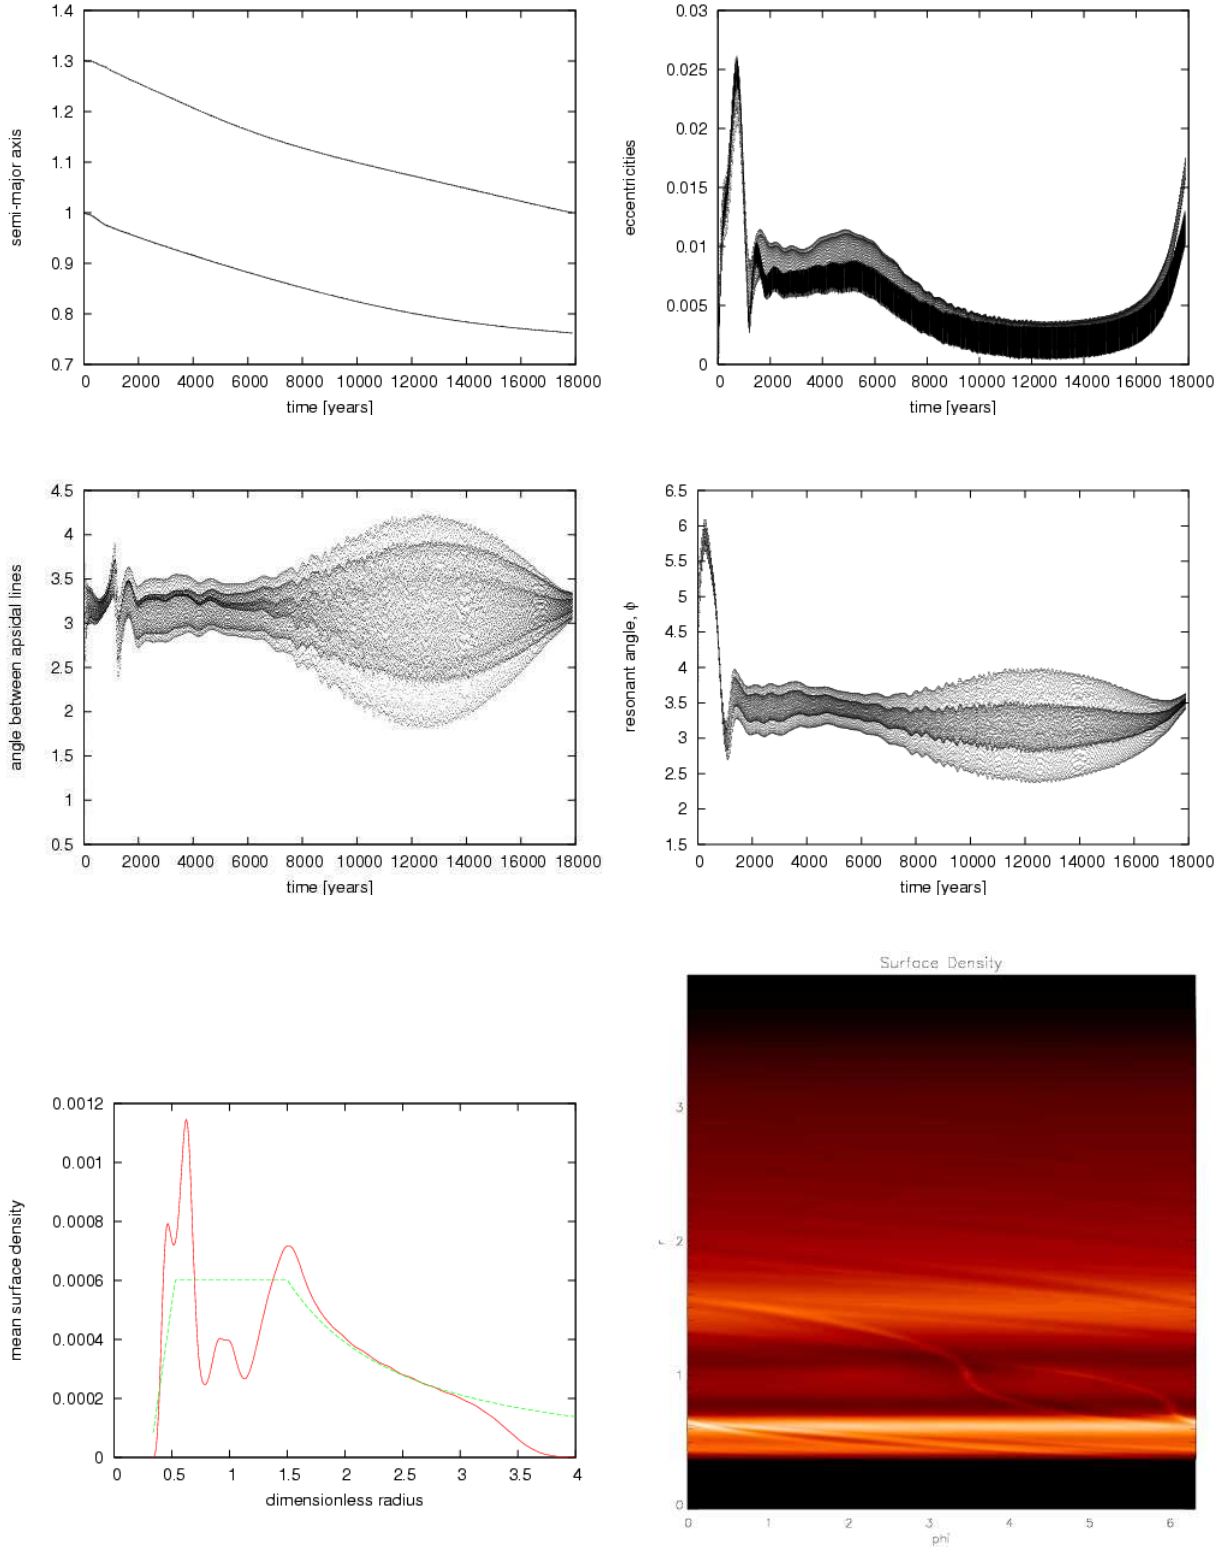 1.4
1.3
1.2
1.1
1
0.9
0.8
0.7
semi-major axis
0 2000 4000 6000 8000 10000 12000 14000 16000 18000
time [years]
0.03
0.025
0.02
0.015
0.01
0.005
0
eccentricities
0 2000 4000 6000 8000 10000 12000 14000 16000 18000
time [years]
4.5
4
3.5
3
2.5
2
1.5
1
0.5
angle between apsidal lines
0 2000 4000 6000 8000 10000 12000 14000 16000 18000
time [years]
6.5
6
5.5
5
4.5
4
3.5
3
2.5
2
1.5
resonant angle, ϕ
0 2000 4000 6000 8000 10000 12000 14000 16000 18000
time [years]
0.0012
0.001
0.0008
0.0006
0.0004
0.0002
0
mean surface density
0 0.5 1 1.5 2 2.5 3 3.5 4
dimensionless radius
Surface Density
3
2
1
0
r
0 1 2 3 4 5 6
phi